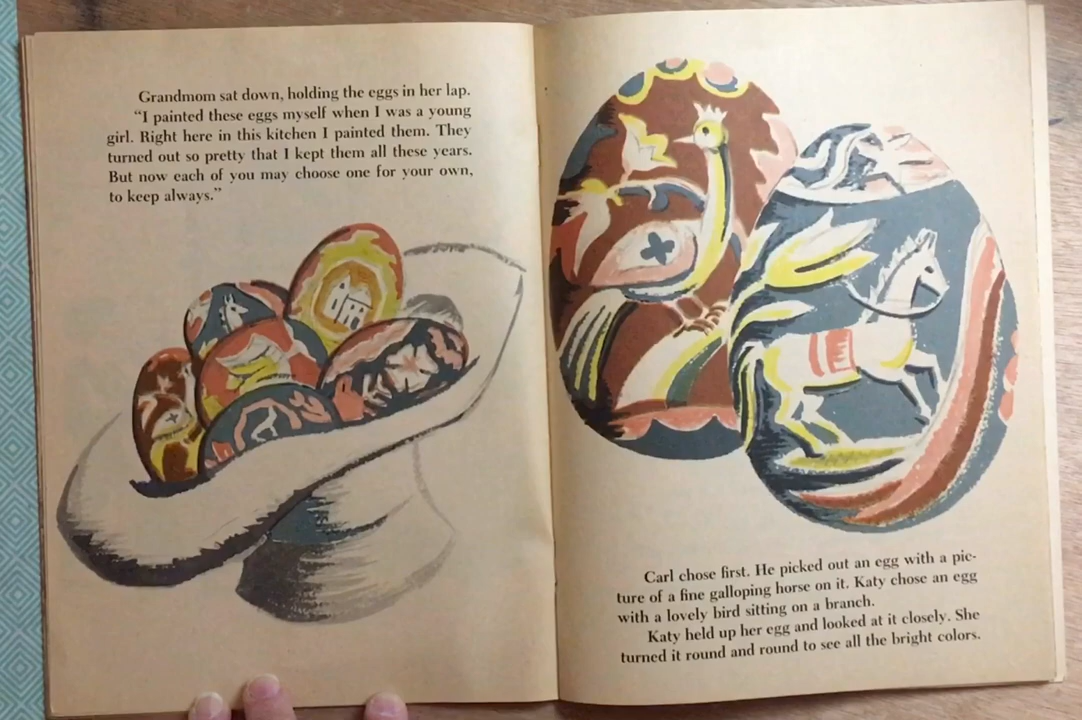 Grandmom sat down, holding the eggs in her lap.
“I painted these eggs myself when I was a young
girl. Right here in this kitchen I painted them. They
turned out so pretty that I kept them all these years.
But now each of you may choose one for your own,
to keep always.”
Carl chose first. He picked out an egg with a pic-
ture of a fine galloping horse on it. Katy chose an egg
with a lovely bird sitting on a branch.
Katy held up her egg and looked at it closely. She
turned it round and round to see all the bright colors.